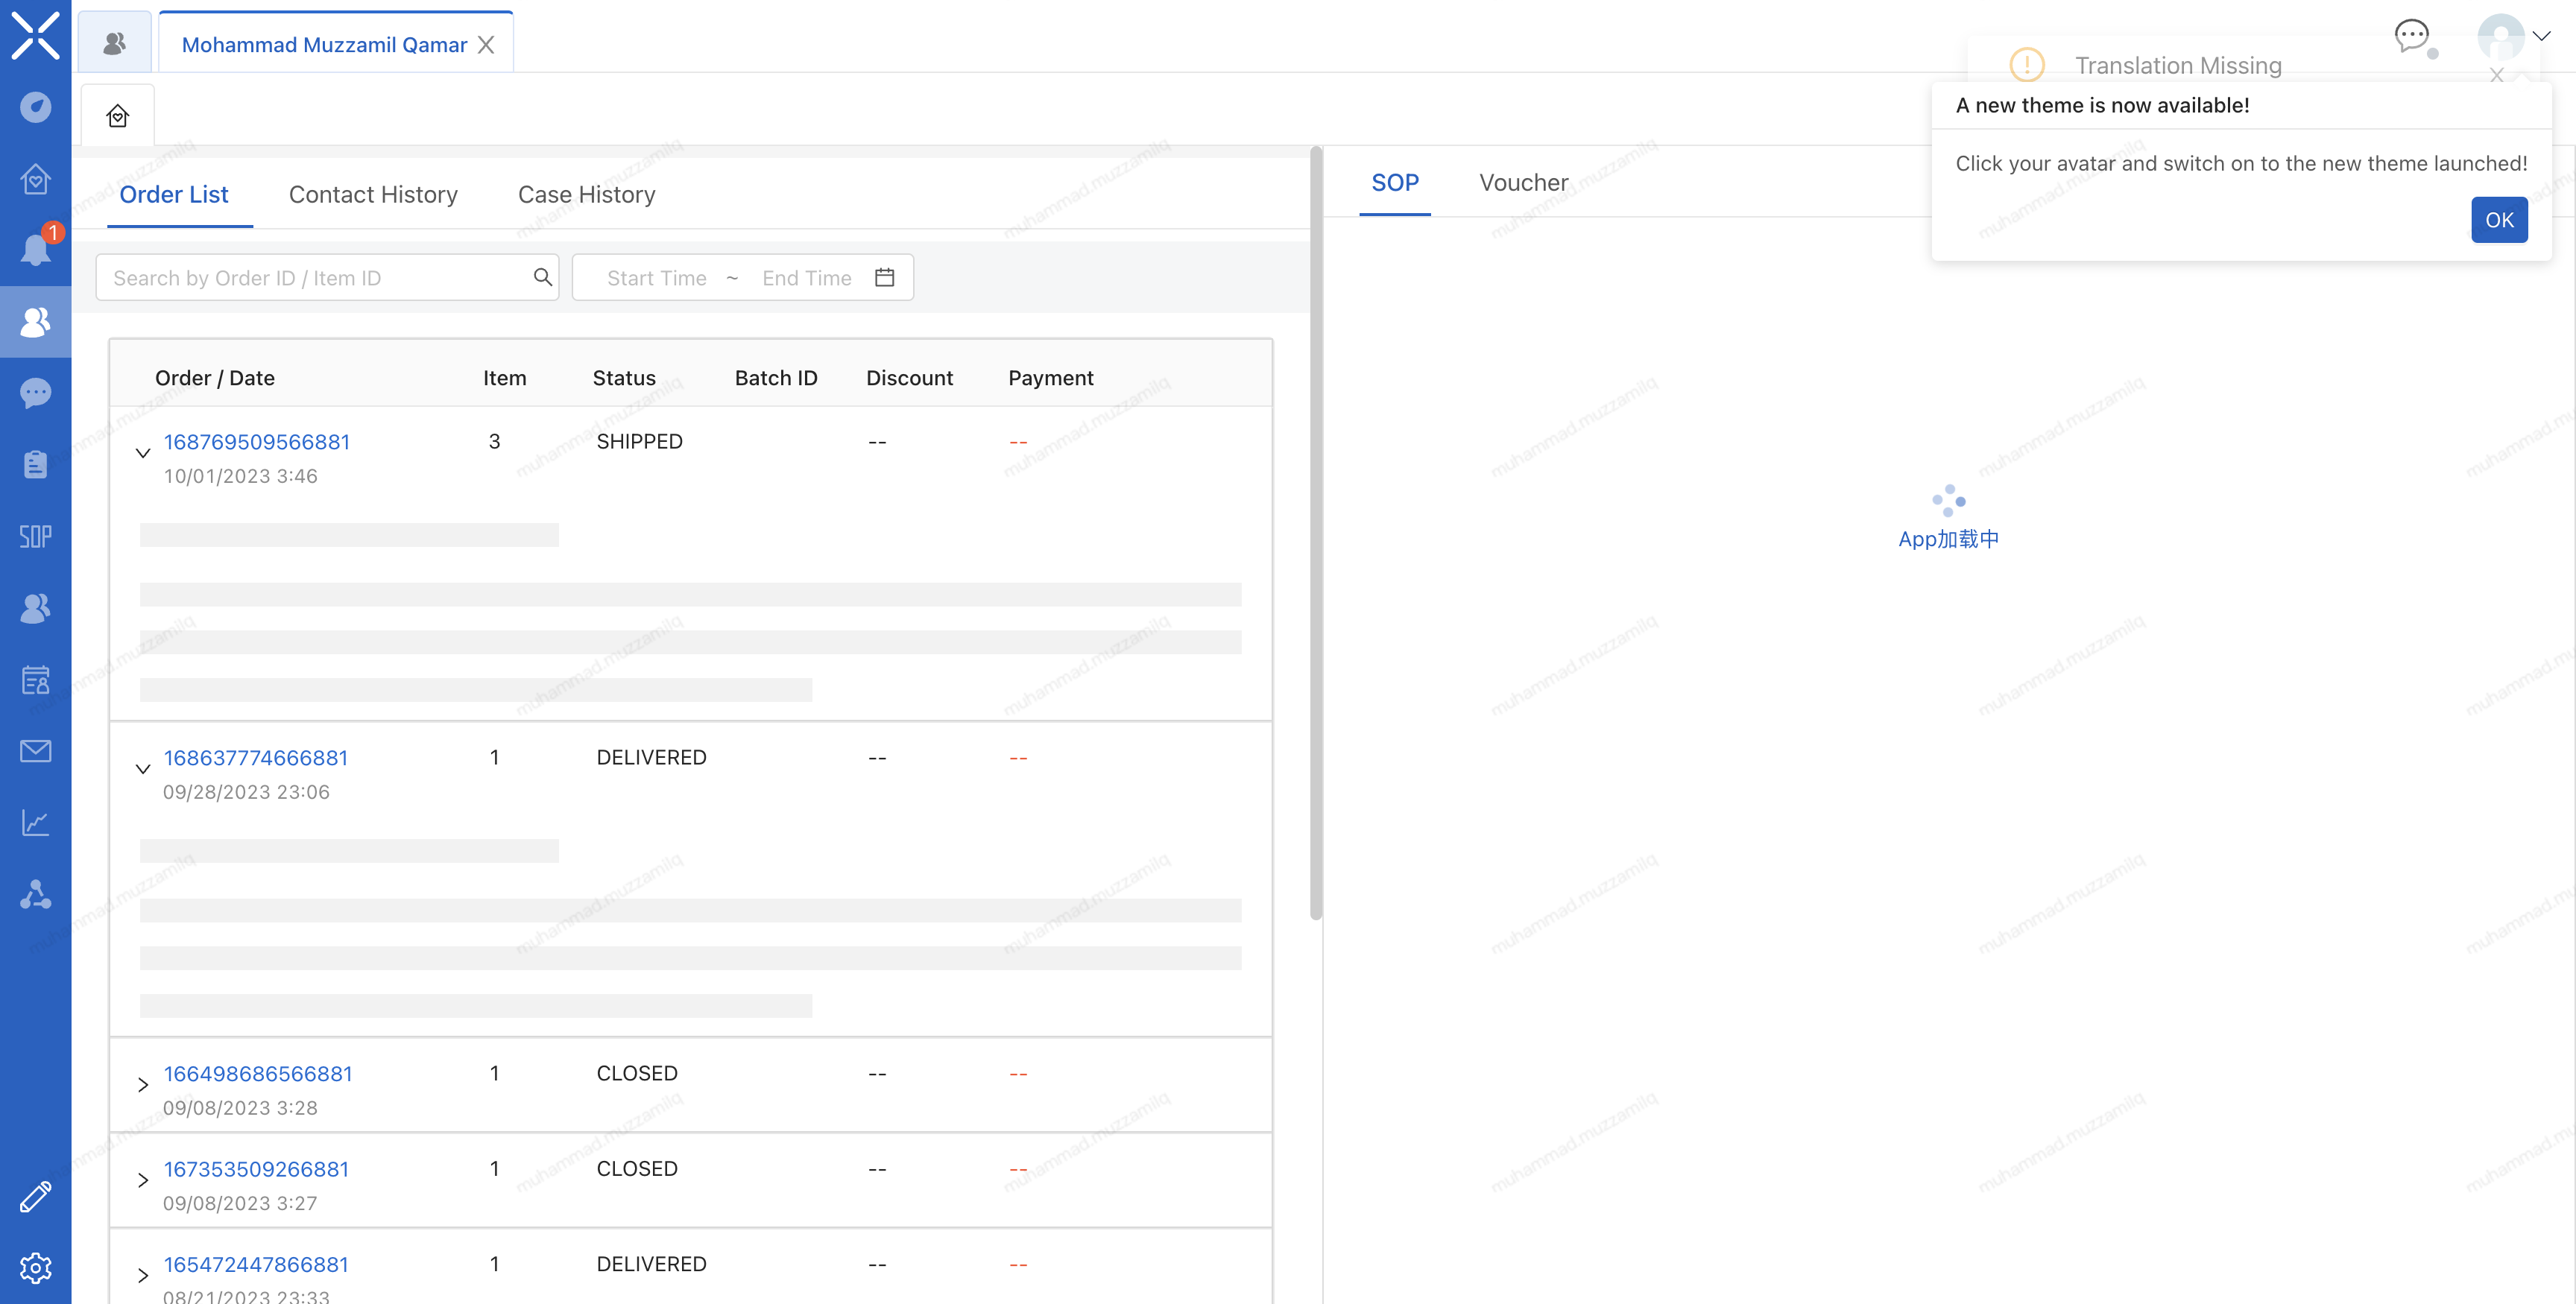 Mohammad Muzzamil Qamar
Translation Missing
A new theme is now available!
Click your avatar and switch on to the new theme launched!
OK
1
SOP
Order List Contact History Case History
SOP Voucher
Search by Order ID / Item ID Start Time ~ End Time
Order / Date Item Status Batch ID Discount Payment
168769509566881 3 SHIPPED -- --
10/01/2023 3:46
App加载中
168637774666881 1 DELIVERED -- --
09/28/2023 23:06
166498686566881 1 CLOSED -- --
09/08/2023 3:28
167353509266881 1 CLOSED -- --
09/08/2023 3:27
165472447866881 1 DELIVERED -- --
08/21/2023 23:33
muhammad.muzzamilq